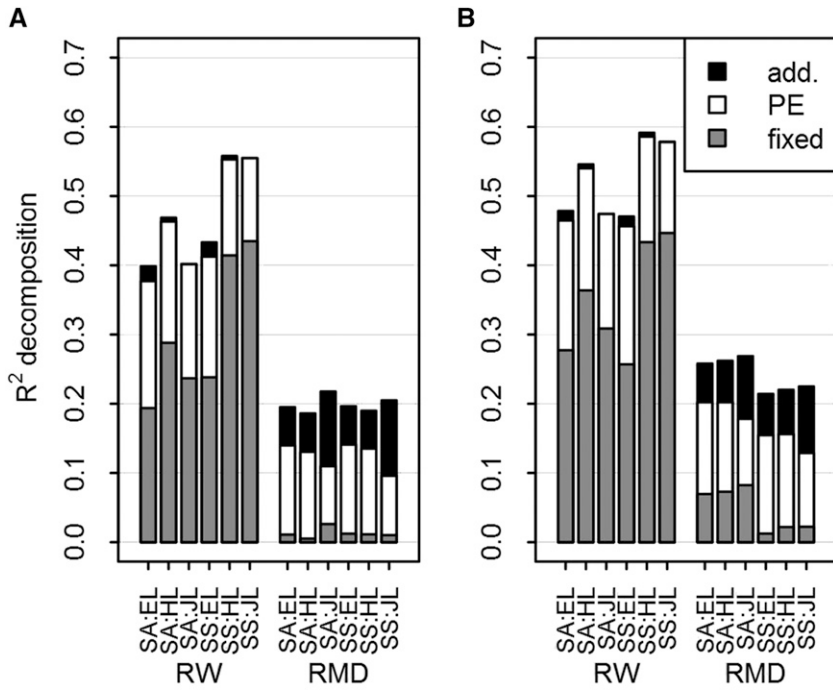 A
B
R² decomposition
0.0 0.1 0.2 0.3 0.4 0.5 0.6 0.7
SA:EL SA:HL SA:JL SS:EL SS:HL SS:JL
SA:EL SA:HL SA:JL SS:EL SS:HL SS:JL
RW RMD
0.0 0.1 0.2 0.3 0.4 0.5 0.6 0.7
add.
PE
fixed
SA:EL SA:HL SA:JL SS:EL SS:HL SS:JL
SA:EL SA:HL SA:JL SS:EL SS:HL SS:JL
RW RMD